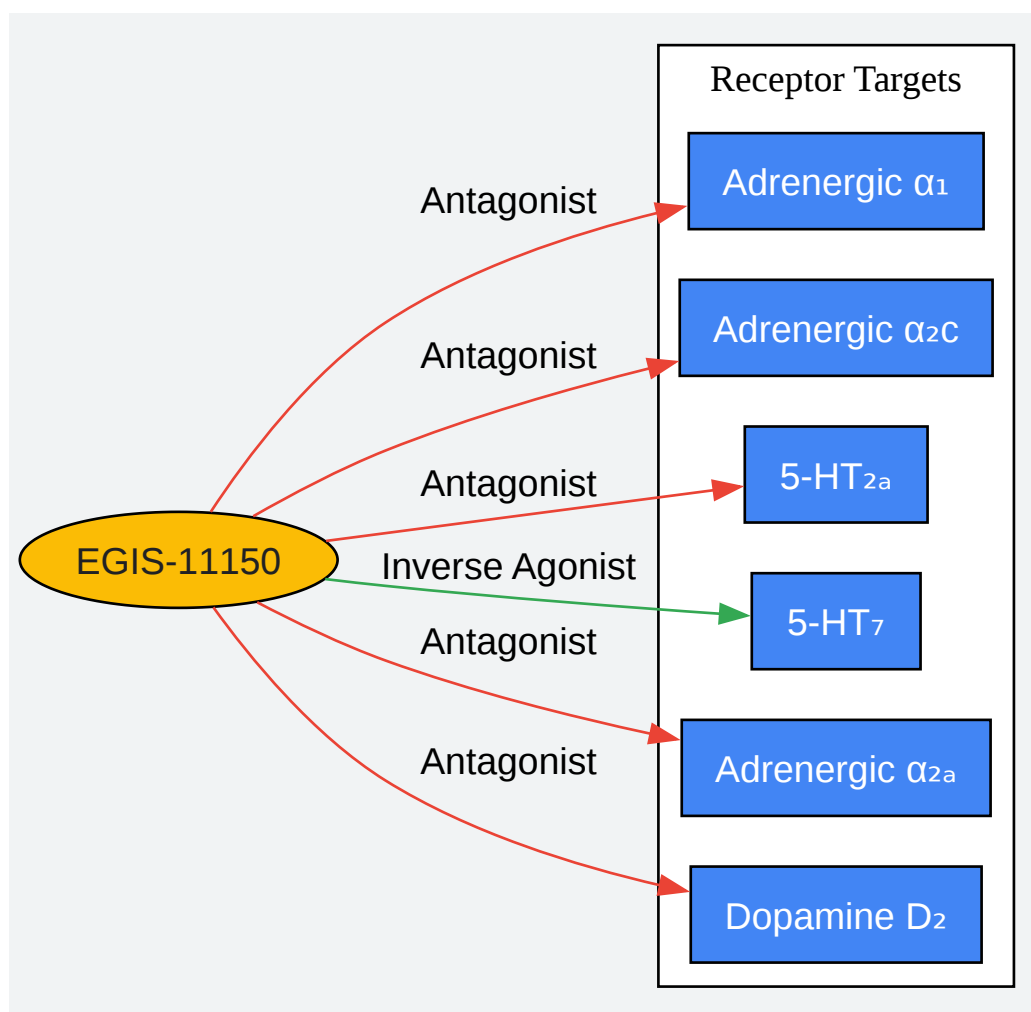 Receptor Targets
Antagonist
Adrenergic α₁
Antagonist
Adrenergic α₂c
Antagonist
5-HT₂ₐ
EGIS-11150
Inverse Agonist
5-HT₇
Antagonist
Adrenergic α₂ₐ
Antagonist
Dopamine D₂